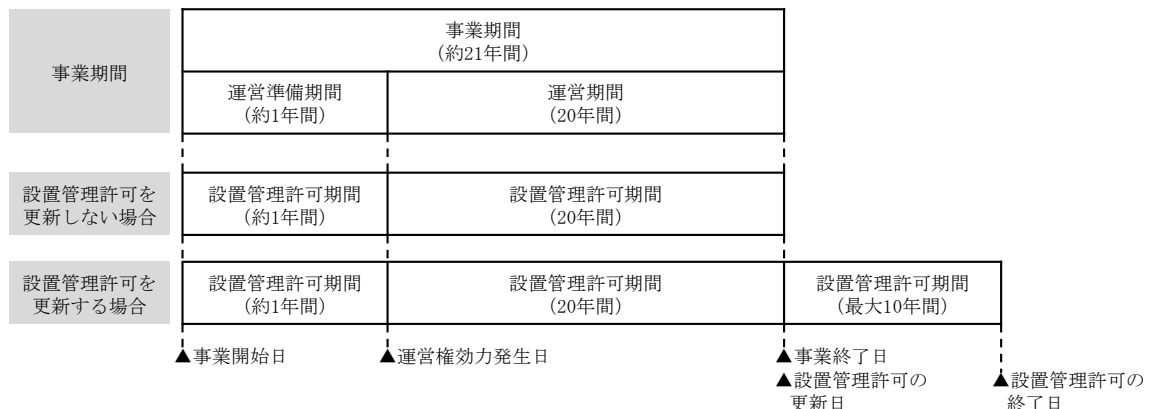 事業期間
事業期間
(約21年間)
運営準備期間
(約1年間)
運営期間
(20年間)
設置管理許可を
更新しない場合
設置管理許可期間
(約1年間)
設置管理許可期間
(20年間)
設置管理許可を
更新する場合
設置管理許可期間
(約1年間)
設置管理許可期間
(20年間)
設置管理許可期間
(最大10年間)
▲事業開始日
▲運営権効力発生日
▲事業終了日
▲設置管理許可の
更新日
▲設置管理許可の
終了日